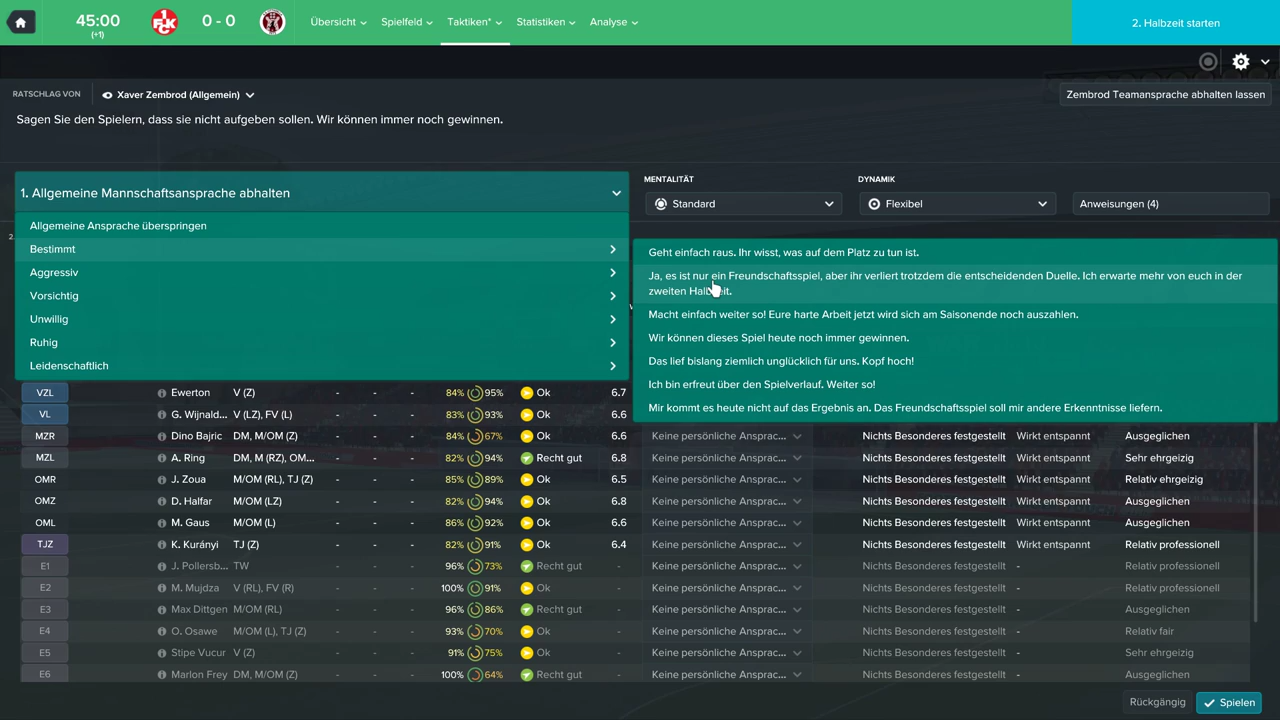 45:00
(+1)
0 - 0
Übersicht
Spielfeld
Taktiken*
Statistiken
Analyse
2. Halbzeit starten
RATSCHLAG VON
Xaver Zembrod (Allgemein)
Zembrod Teamansprache abhalten lassen
Sagen Sie den Spielern, dass sie nicht aufgeben sollen. Wir können immer noch gewinnen.
1. Allgemeine Mannschaftsansprache abhalten
MENTALITÄT
DYNAMIK
Standard
Flexibel
Anweisungen (4)
Allgemeine Ansprache überspringen
Bestimmt
Aggressiv
Vorsichtig
Unwillig
Ruhig
Leidenschaftlich
Geht einfach raus. Ihr wisst, was auf dem Platz zu tun ist.
Ja, es ist nur ein Freundschaftsspiel, aber ihr verliert trotzdem die entscheidenden Duelle. Ich erwarte mehr von euch in der
zweiten Halbzeit.
Macht einfach weiter so! Eure harte Arbeit jetzt wird sich am Saisonende noch auszahlen.
Wir können dieses Spiel heute noch immer gewinnen.
Das lief bislang ziemlich unglücklich für uns. Kopf hoch!
Ich bin erfreut über den Spielverlauf. Weiter so!
Mir kommt es heute nicht auf das Ergebnis an. Das Freundschaftsspiel soll mir andere Erkenntnisse liefern.
VZL Ewerton V (Z) - - - 84% 95% Ok 6.7
VL G. Wijnald... V (LZ), FV (L) - - - 83% 93% Ok 6.6
MZR Dino Bajric DM, M/OM (Z) - - - 84% 67% Ok 6.6 Keine persönliche Ansprac... Nichts Besonderes festgestellt Wirkt entspannt Ausgeglichen
MZL A. Ring DM, M (RZ), OM... - - - 82% 94% Recht gut 6.8 Keine persönliche Ansprac... Nichts Besonderes festgestellt Wirkt entspannt Sehr ehrgeizig
OMR J. Zoua M/OM (RL), TJ (Z) - - - 85% 89% Ok 6.5 Keine persönliche Ansprac... Nichts Besonderes festgestellt Wirkt entspannt Relativ ehrgeizig
OMZ D. Halfar M/OM (LZ) - - - 82% 94% Ok 6.8 Keine persönliche Ansprac... Nichts Besonderes festgestellt Wirkt entspannt Ausgeglichen
OML M. Gaus M/OM (L) - - - 86% 92% Ok 6.6 Keine persönliche Ansprac... Nichts Besonderes festgestellt Wirkt entspannt Ausgeglichen
TJZ K. Kurányi TJ (Z) - - - 82% 91% Ok 6.4 Keine persönliche Ansprac... Nichts Besonderes festgestellt Wirkt entspannt Relativ professionell
E1 J. Pollersb... TW - - - 96% 73% Recht gut Keine persönliche Ansprac... Nichts Besonderes festgestellt - Relativ professionell
E2 M. Mujdza V (RL), FV (R) - - - 100% 91% Ok Keine persönliche Ansprac... Nichts Besonderes festgestellt - Relativ professionell
E3 Max Dittgen M/OM (RL) - - - 96% 86% Recht gut Keine persönliche Ansprac... Nichts Besonderes festgestellt - Ausgeglichen
E4 O. Osawe M/OM (L), TJ (Z) - - - 93% 70% Ok Keine persönliche Ansprac... Nichts Besonderes festgestellt - Relativ fair
E5 Stipe Vucur V (Z) - - - 91% 75% Ok Keine persönliche Ansprac... Nichts Besonderes festgestellt - Sehr ehrgeizig
E6 Marlon Frey DM, M/OM (Z) - - - 100% 64% Recht gut Keine persönliche Ansprac... Nichts Besonderes festgestellt - Ausgeglichen
Rückgängig
Spielen